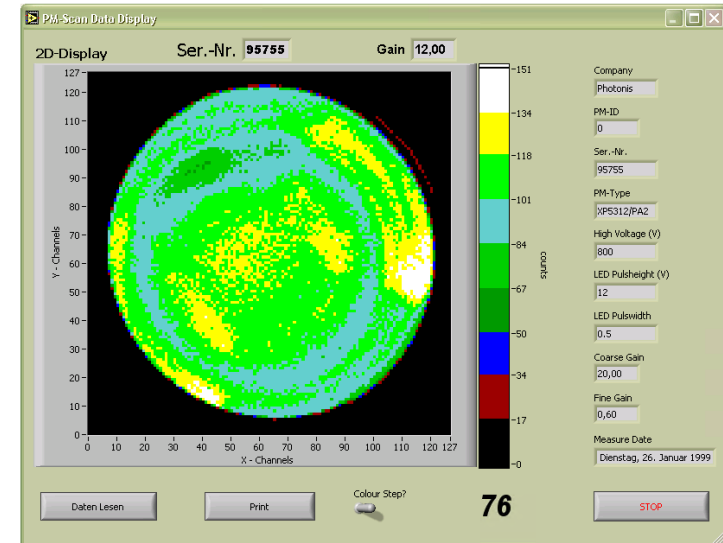 PM-Scan Data Display
2D-Display
Ser.-Nr. 95755
Gain 12,00
127
120
110
100
90
80
70
60
50
40
30
20
10
0
Y - Channels
0 10 20 30 40 50 60 70 80 90 100 110 120 127
X - Channels
151
134
118
101
84
67
50
34
17
0
counts
Company
Photonis
PM-ID
0
Ser.-Nr.
95755
PM-Type
XP5312/PA2
High Voltage (V)
800
LED Pulsheight (V)
12
LED Pulswidth
0.5
Coarse Gain
20,00
Fine Gain
0,60
Measure Date
Dienstag, 26. Januar 1999
Daten Lesen
Print
Colour Step?
76
STOP